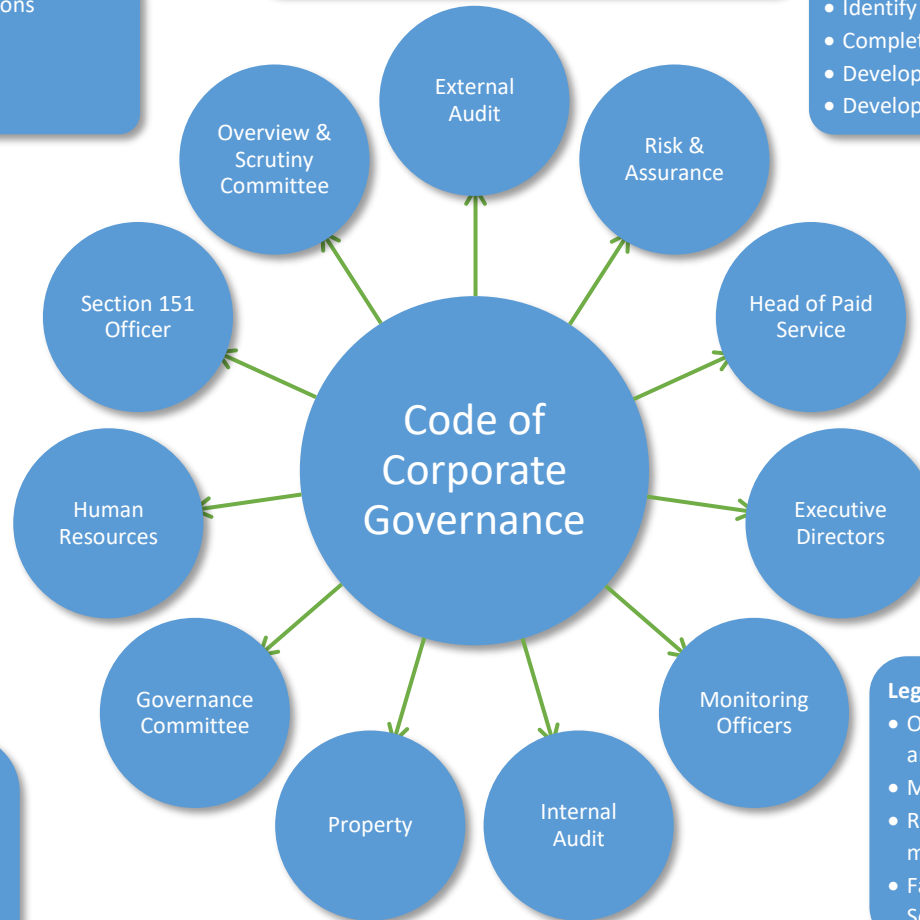 ons
• Identify
• Complet
• Develop
• Develop
External
Audit
Overview &
Scrutiny
Committee
Risk &
Assurance
Section 151
Officer
Head of Paid
Service
Code of
Corporate
Governance
Human
Resources
Executive
Directors
Governance
Committee
Monitoring
Officers
Property
Internal
Audit
Leg
• O
a
• M
• R
m
• Fa